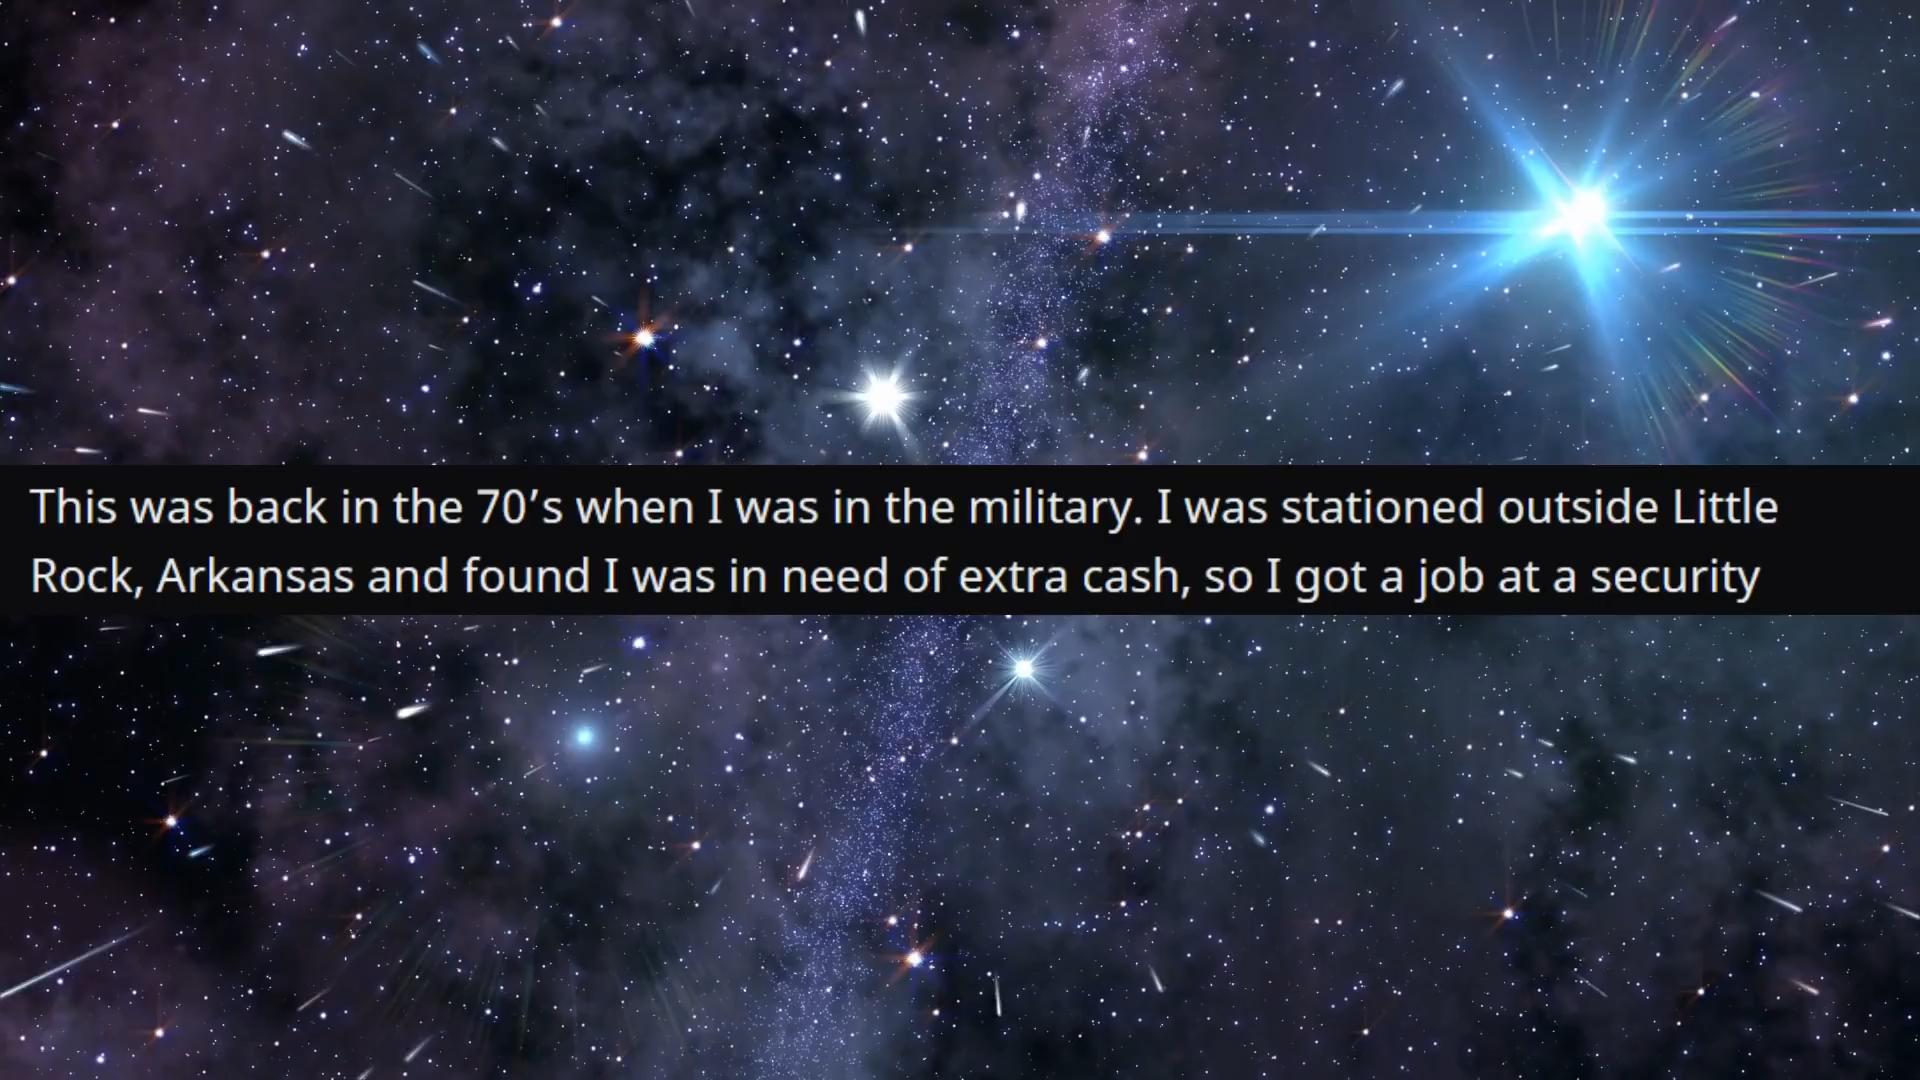 This was back in the 70′s when I was in the military. I was stationed outside Little
Rock, Arkansas and found I was in need of extra cash, so I got a job at a security